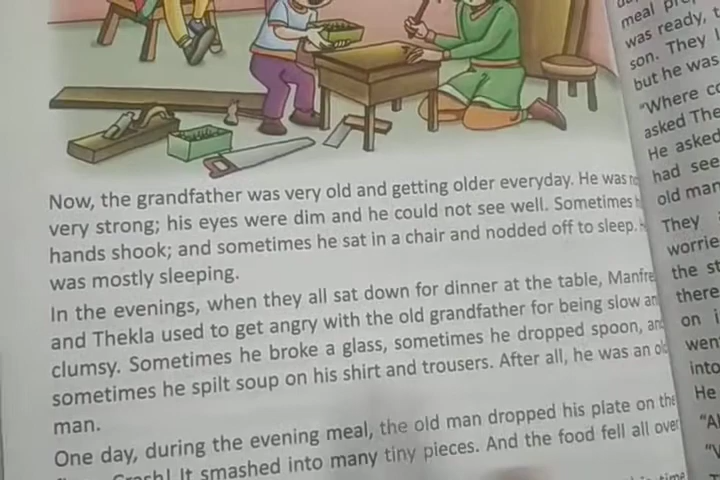 Now, the grandfather was very old and getting older everyday. He was
very strong; his eyes were dim and he could not see well. Sometimes
hands shook; and sometimes he sat in a chair and nodded off to sleep.
was mostly sleeping.
In the evenings, when they all sat down for dinner at the table, Manfre
and Thekla used to get angry with the old grandfather for being slow an
clumsy. Sometimes he broke a glass, sometimes he dropped spoon, and
sometimes he spilt soup on his shirt and trousers. After all, he was an
man.
One day, during the evening meal, the old man dropped his plate on the
It smashed into many tiny pieces. And the food fell all over
meal
was ready,
son. They
but he was
"Where
asked The
He asked
had see
old man
They
worrie
the st
there
on
wen
into
He